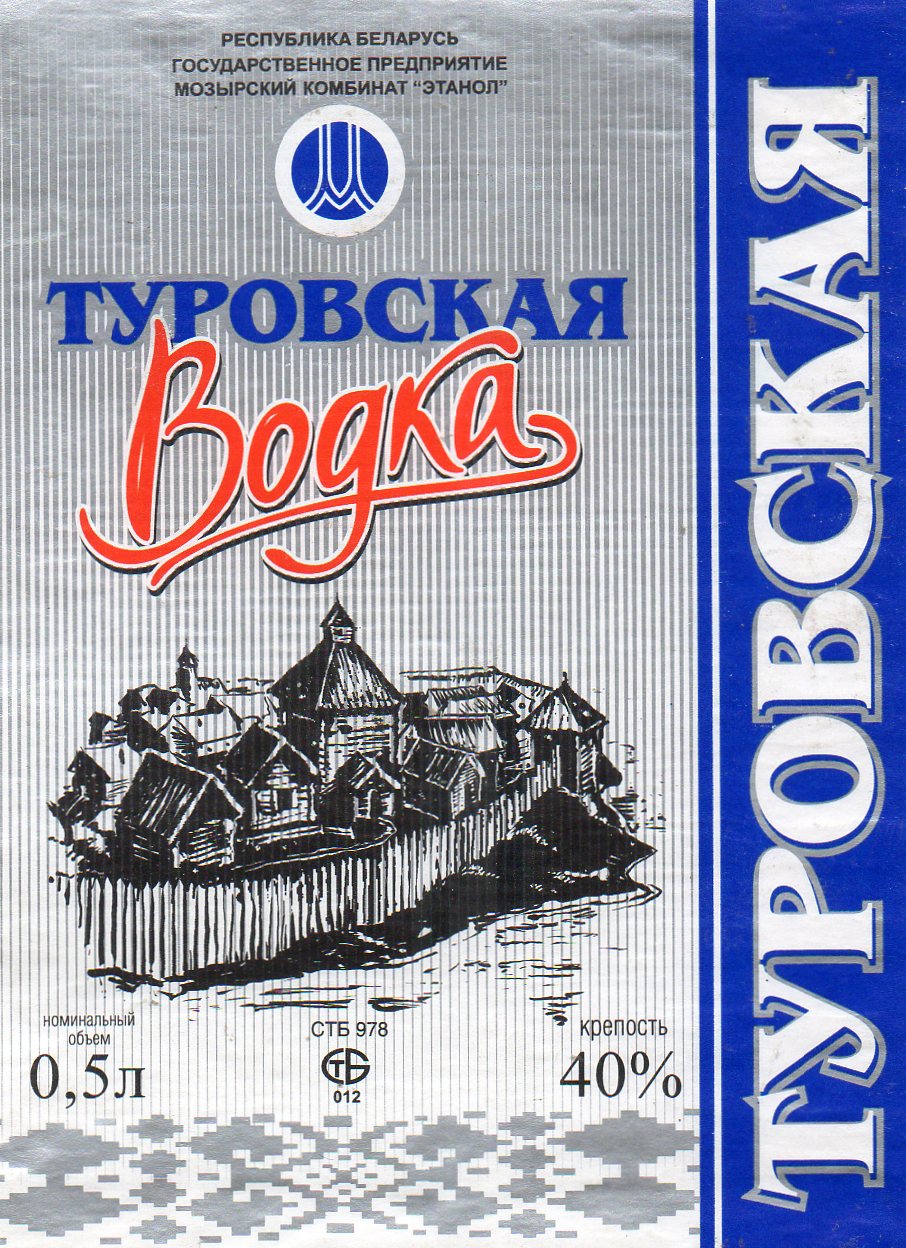 РЕСПУБЛИКА БЕЛАРУСЬ
ГОСУДАРСТВЕННОЕ ПРЕДПРИЯТИЕ
МОЗЫРСКИЙ КОМБИНАТ “ЭТАНОЛ”
ТУРОВСКАЯ
Водка
номинальный
объем
0,5л
СТБ 978
СТБ
012
крепость
40%
ТУРОВСКАЯ